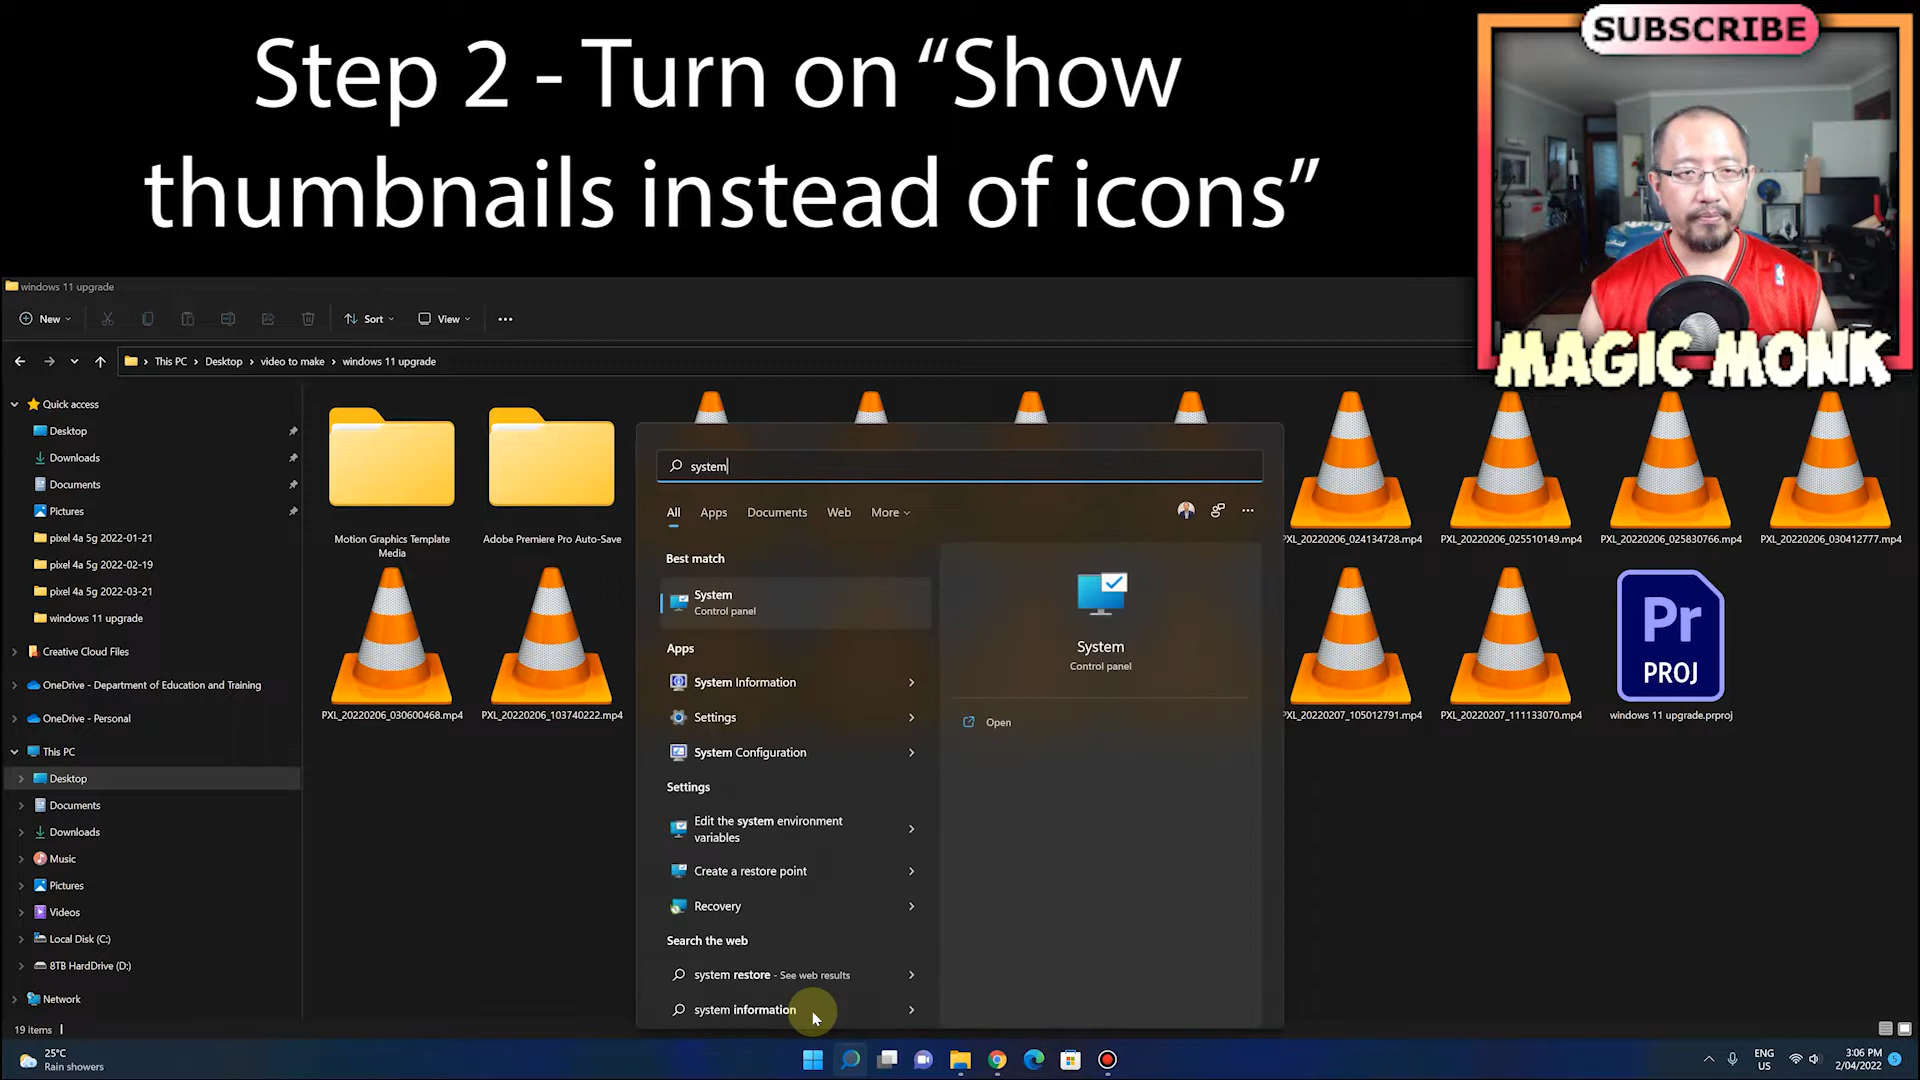 Step 2 - Turn on “Show
thumbnails instead of icons”
SUBSCRIBE
MAGIC MONK
windows 11 upgrade
New
Sort
View
This PC
Desktop
video to make
windows 11 upgrade
Quick access
Desktop
Downloads
Documents
Pictures
pixel 4a 5g 2022-01-21
pixel 4a 5g 2022-02-19
pixel 4a 5g 2022-03-21
windows 11 upgrade
Creative Cloud Files
OneDrive - Department of Education and Training
OneDrive - Personal
This PC
Desktop
Documents
Downloads
Music
Pictures
Videos
Local Disk (C:)
8TB HardDrive (D:)
Network
19 items
Motion Graphics Template
Media
Adobe Premiere Pro Auto-Save
PXL_20220206_024134728.mp4
PXL_20220206_025510149.mp4
PXL_20220206_025830766.mp4
PXL_20220206_030412777.mp4
PXL_20220206_030600468.mp4
PXL_20220206_103740222.mp4
PXL_20220207_105012791.mp4
PXL_20220207_111133070.mp4
Pr
PROJ
windows 11 upgrade.prproj
system
All
Apps
Documents
Web
More
Best match
System
Control panel
Apps
System Information
Settings
System Configuration
Settings
Edit the system environment
variables
Create a restore point
Recovery
Search the web
system restore - See web results
system information
System
Control panel
Open
25°C
Rain showers
ENG
US
3:06 PM
2/04/2022
5